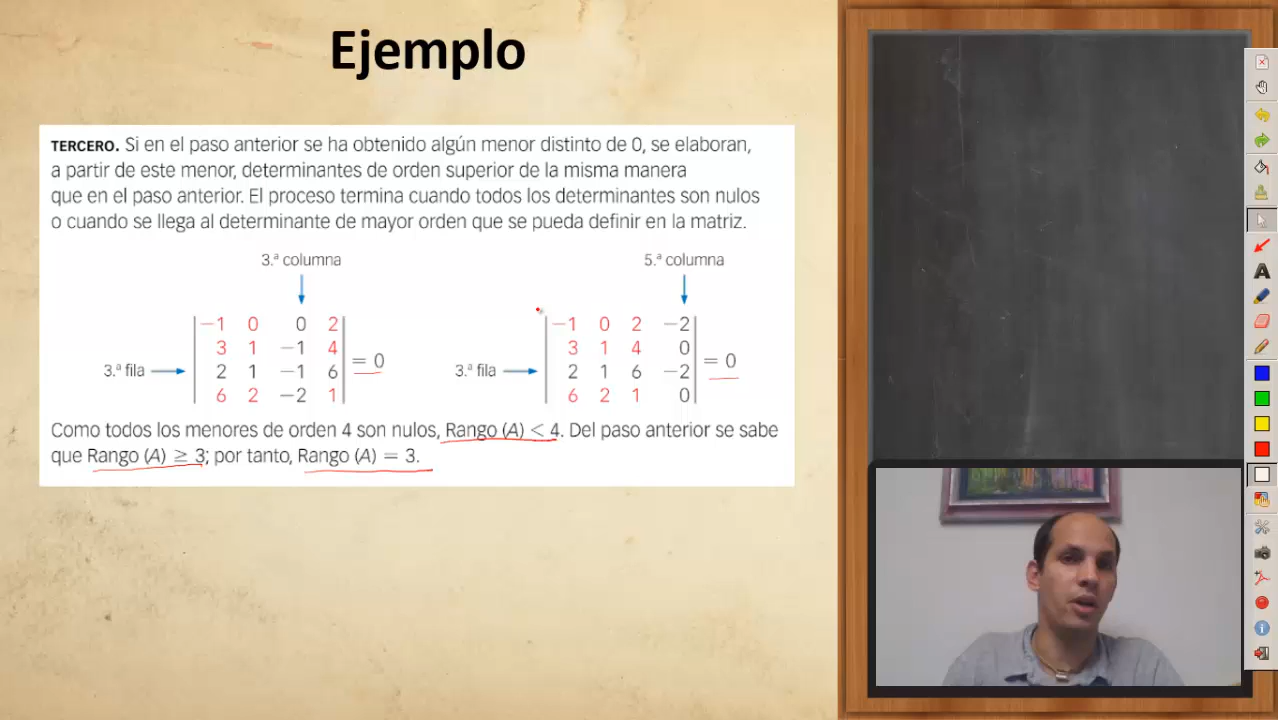 Ejemplo
TERCERO. Si en el paso anterior se ha obtenido algún menor distinto de 0, se elaboran,
a partir de este menor, determinantes de orden superior de la misma manera
que en el paso anterior. El proceso termina cuando todos los determinantes son nulos
o cuando se llega al determinante de mayor orden que se pueda definir en la matriz.
3.ª columna
-1 0 0 2
3 1 -1 4
3.ª fila 2 1 -1 6 = 0
6 2 -2 1
5.ª columna
-1 0 2 -2
3 1 4 0
3.ª fila 2 1 6 -2 = 0
6 2 1 0
Como todos los menores de orden 4 son nulos, Rango (A) < 4. Del paso anterior se sabe
que Rango (A) ≥ 3; por tanto, Rango (A) = 3.